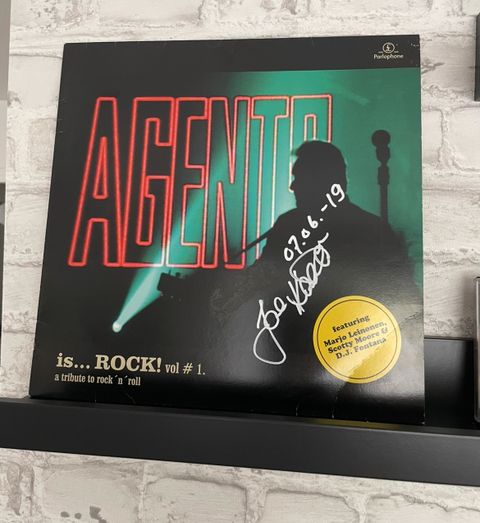 Parlophone
AGENTS
07.06.-19
featuring
Marjo Leinonen,
Scotty Moore &
D.J. Fontana
is... ROCK! vol # 1.
a tribute to rock ´n´ roll